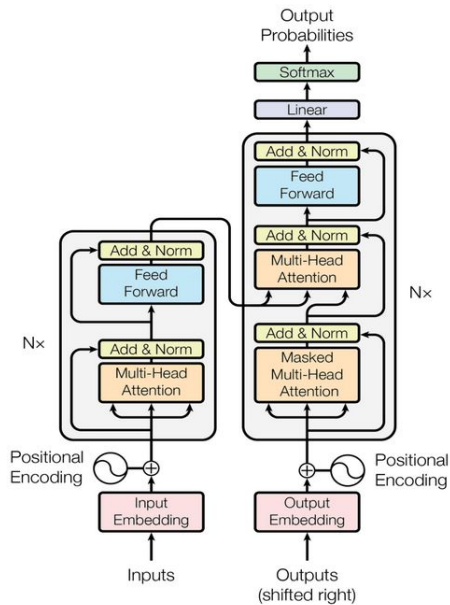 Output
Probabilities
Softmax
Linear
Add & Norm
Feed
Forward
Add & Norm
Multi-Head
Attention
Nx
Add & Norm
Masked
Multi-Head
Attention
Add & Norm
Feed
Forward
Nx
Add & Norm
Multi-Head
Attention
Positional
Encoding
Positional
Encoding
Input
Embedding
Output
Embedding
Inputs
Outputs
(shifted right)